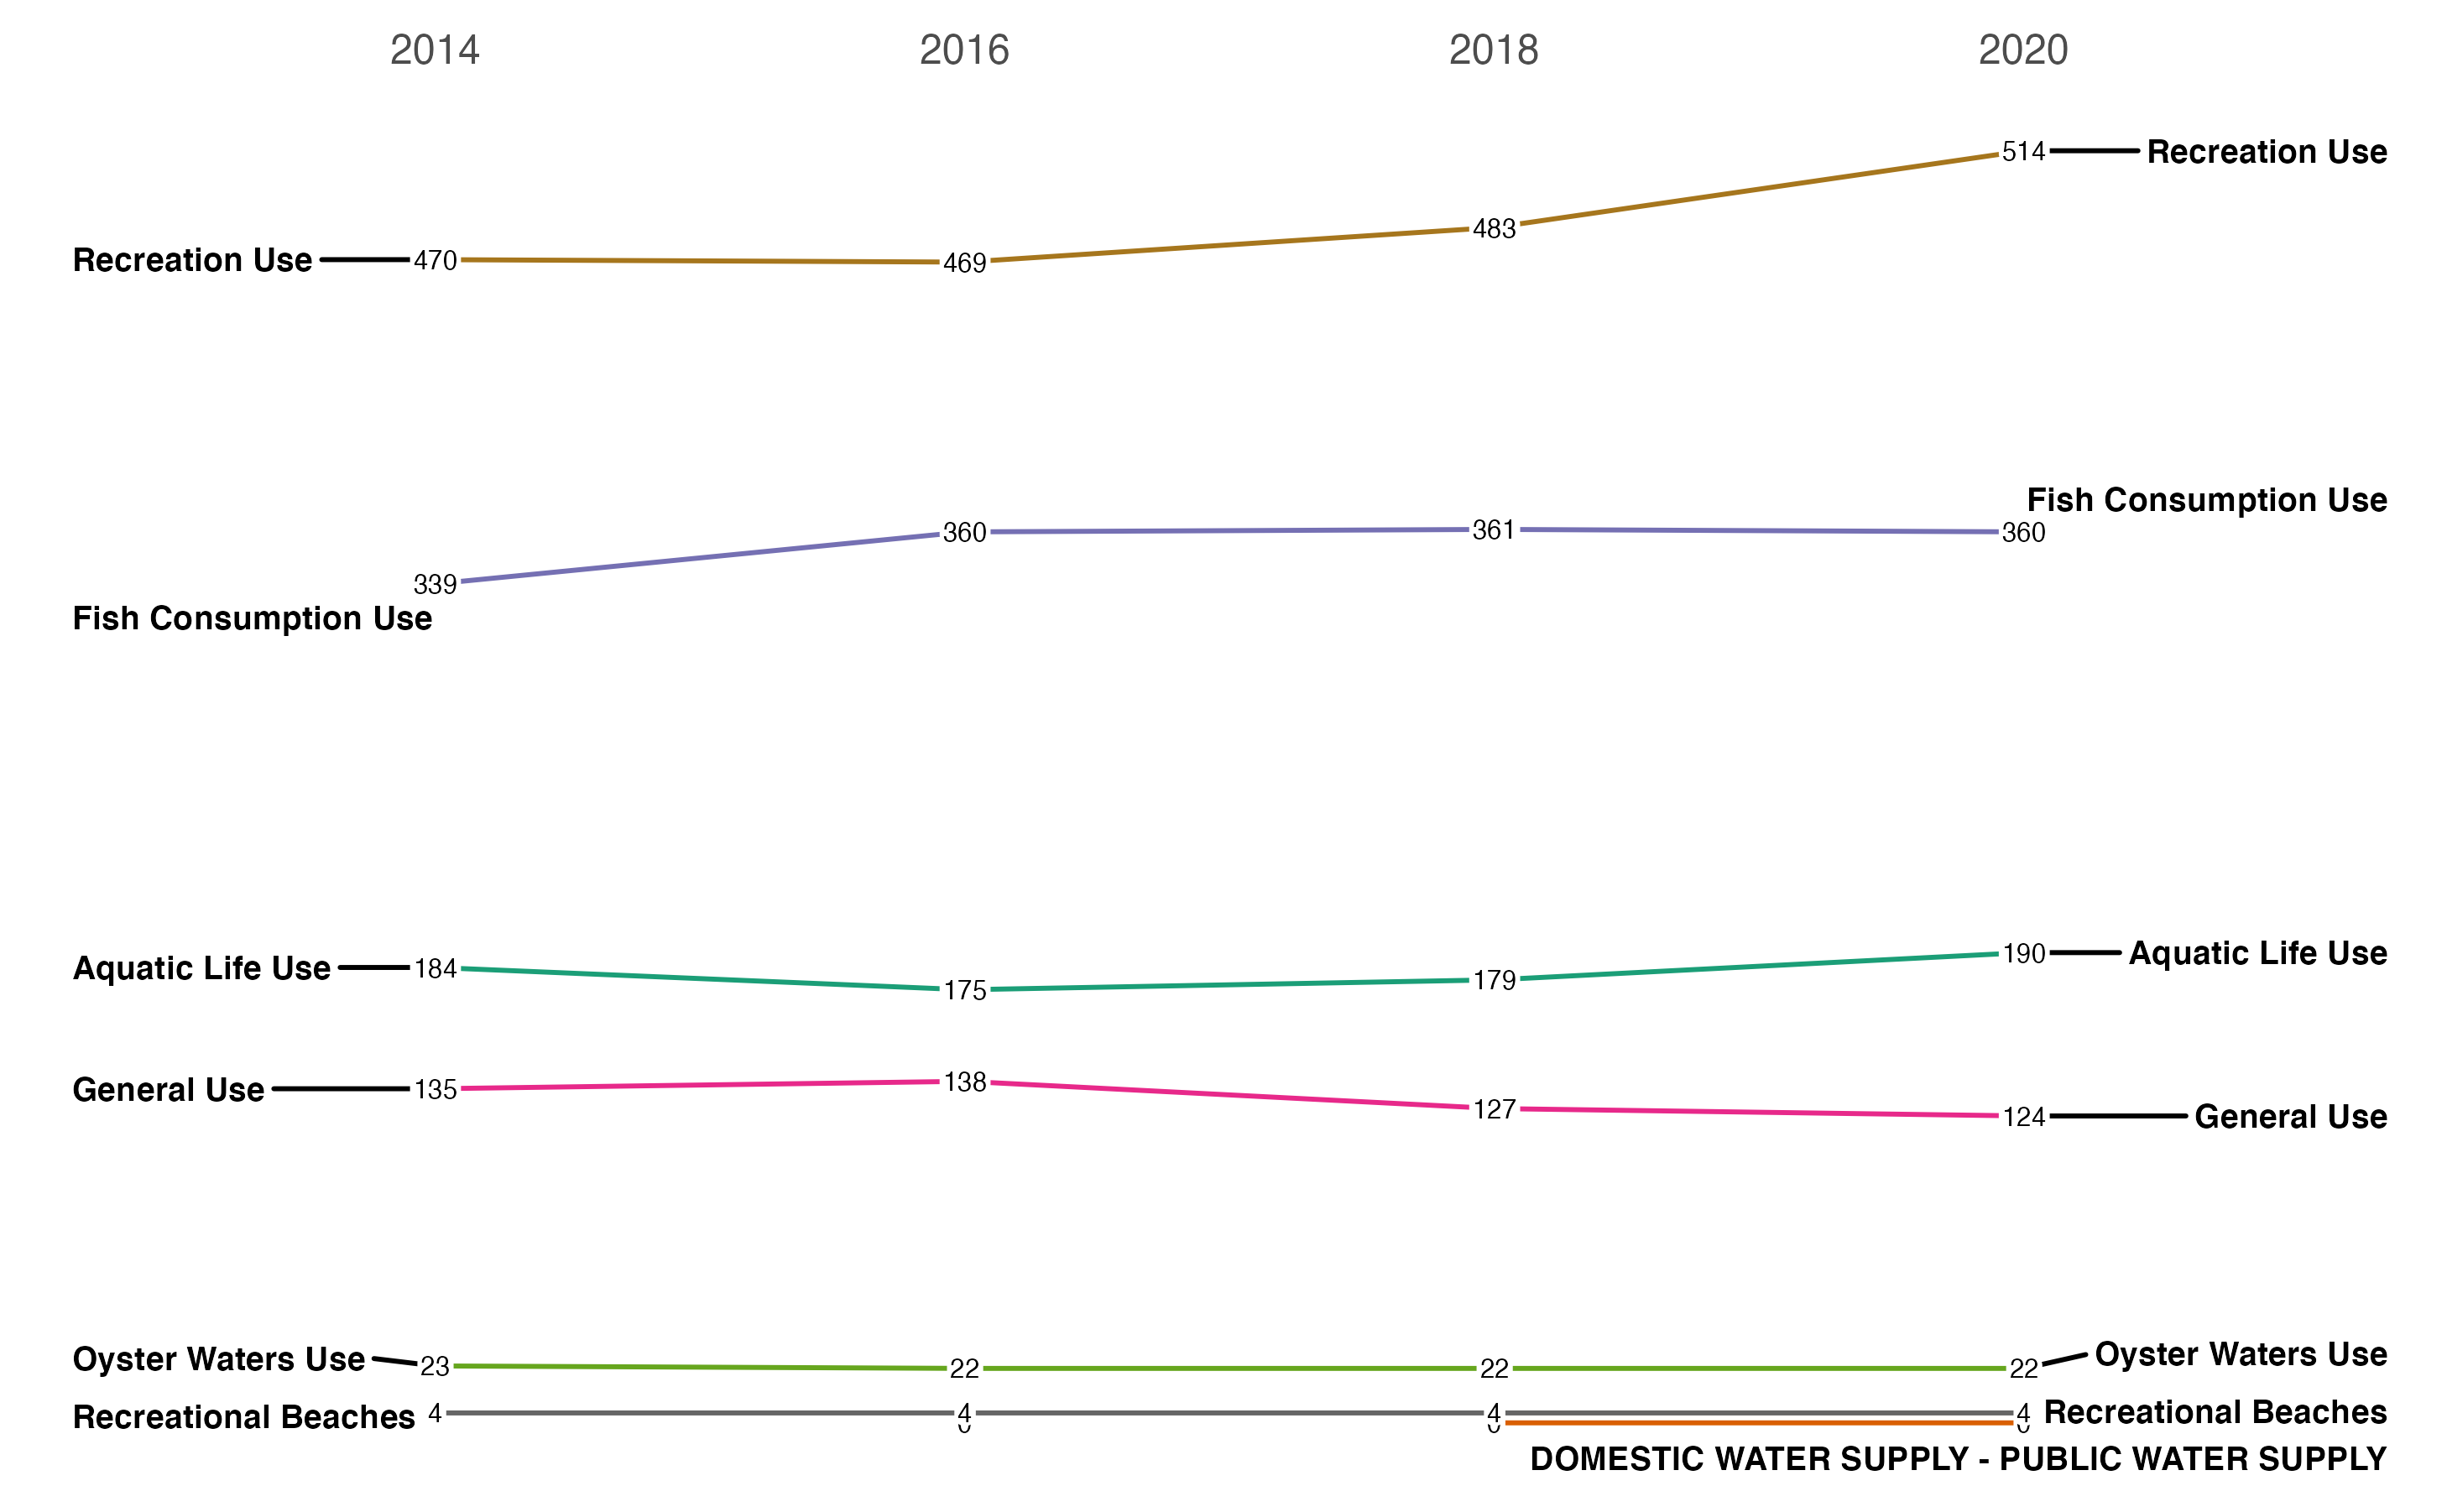 2014 2016 2018 2020
514 Recreation Use
483
Recreation Use 470 469
Fish Consumption Use
360 361 360
339
Fish Consumption Use
190 Aquatic Life Use
Aquatic Life Use 184 175 179
General Use 135 138 127 124 General Use
Oyster Waters Use 23 22 22 22 Oyster Waters Use
Recreational Beaches 4 4 4 4 Recreational Beaches
DOMESTIC WATER SUPPLY - PUBLIC WATER SUPPLY